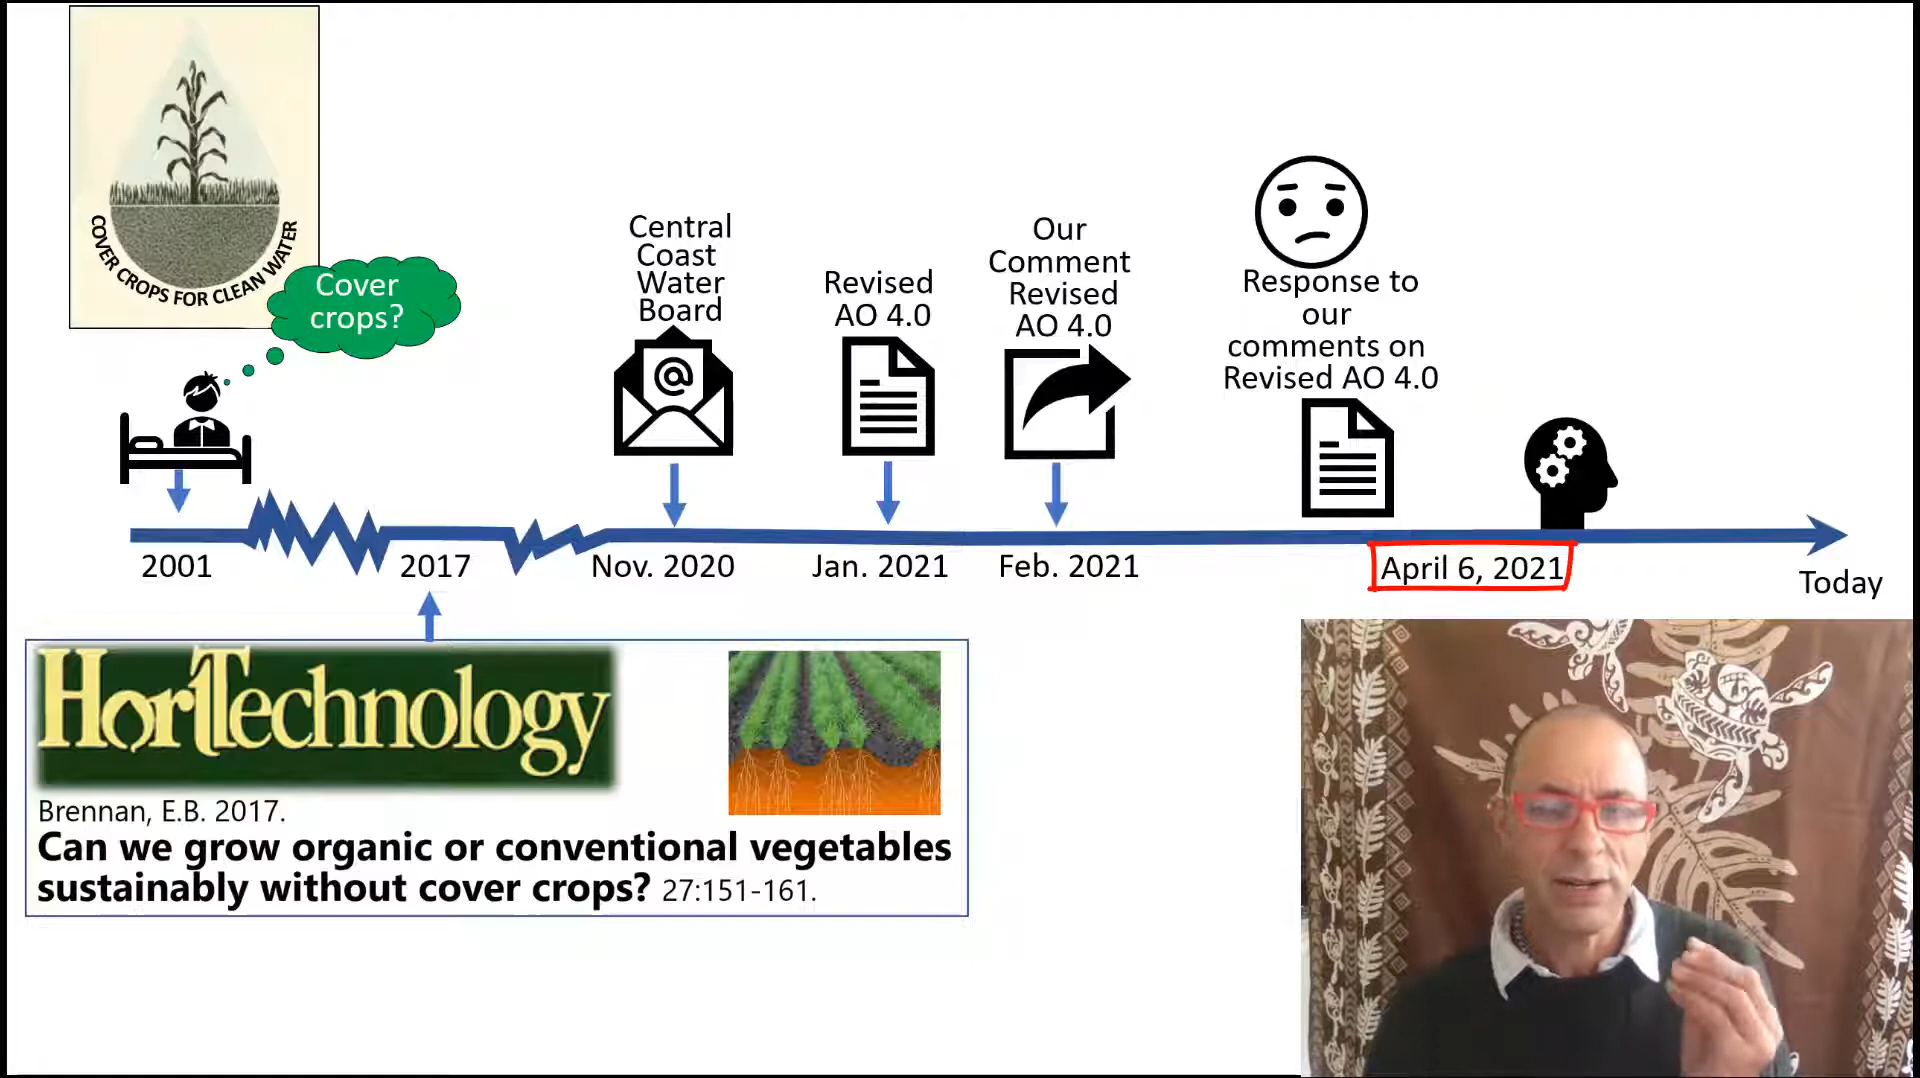 COVER CROPS FOR CLEAN WATER
Cover
crops?
Central
Coast
Water
Board
@
Revised
AO 4.0
Our
Comment
Revised
AO 4.0
Response to
our
comments on
Revised AO 4.0
2001
2017
Nov. 2020
Jan. 2021
Feb. 2021
April 6, 2021
Today
HortTechnology
Brennan, E.B. 2017.
Can we grow organic or conventional vegetables
sustainably without cover crops? 27:151-161.